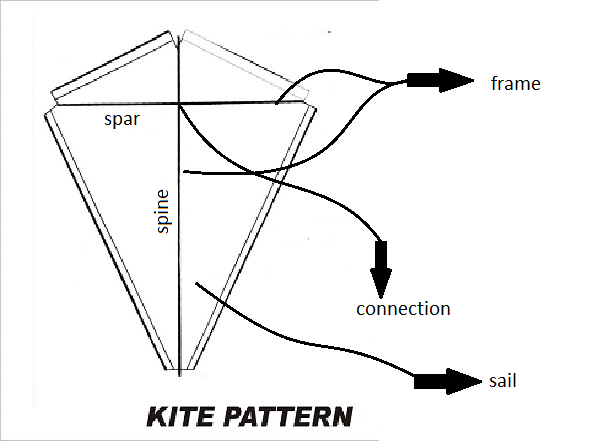 frame
spar
spine
connection
sail
KITE PATTERN